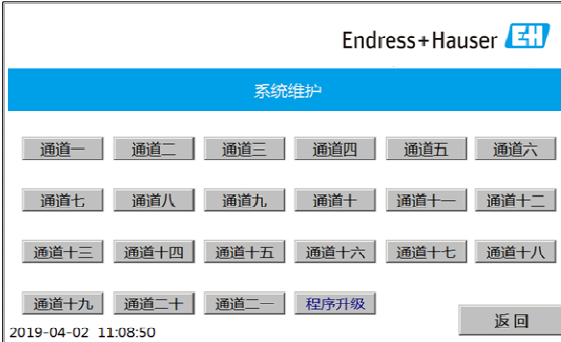 Endress+Hauser EH
系统维护
通道一 通道二 通道三 通道四 通道五 通道六
通道七 通道八 通道九 通道十 通道十一 通道十二
通道十三 通道十四 通道十五 通道十六 通道十七 通道十八
通道十九 通道二十 通道二一 程序升级
返回
2019-04-02 11:08:50